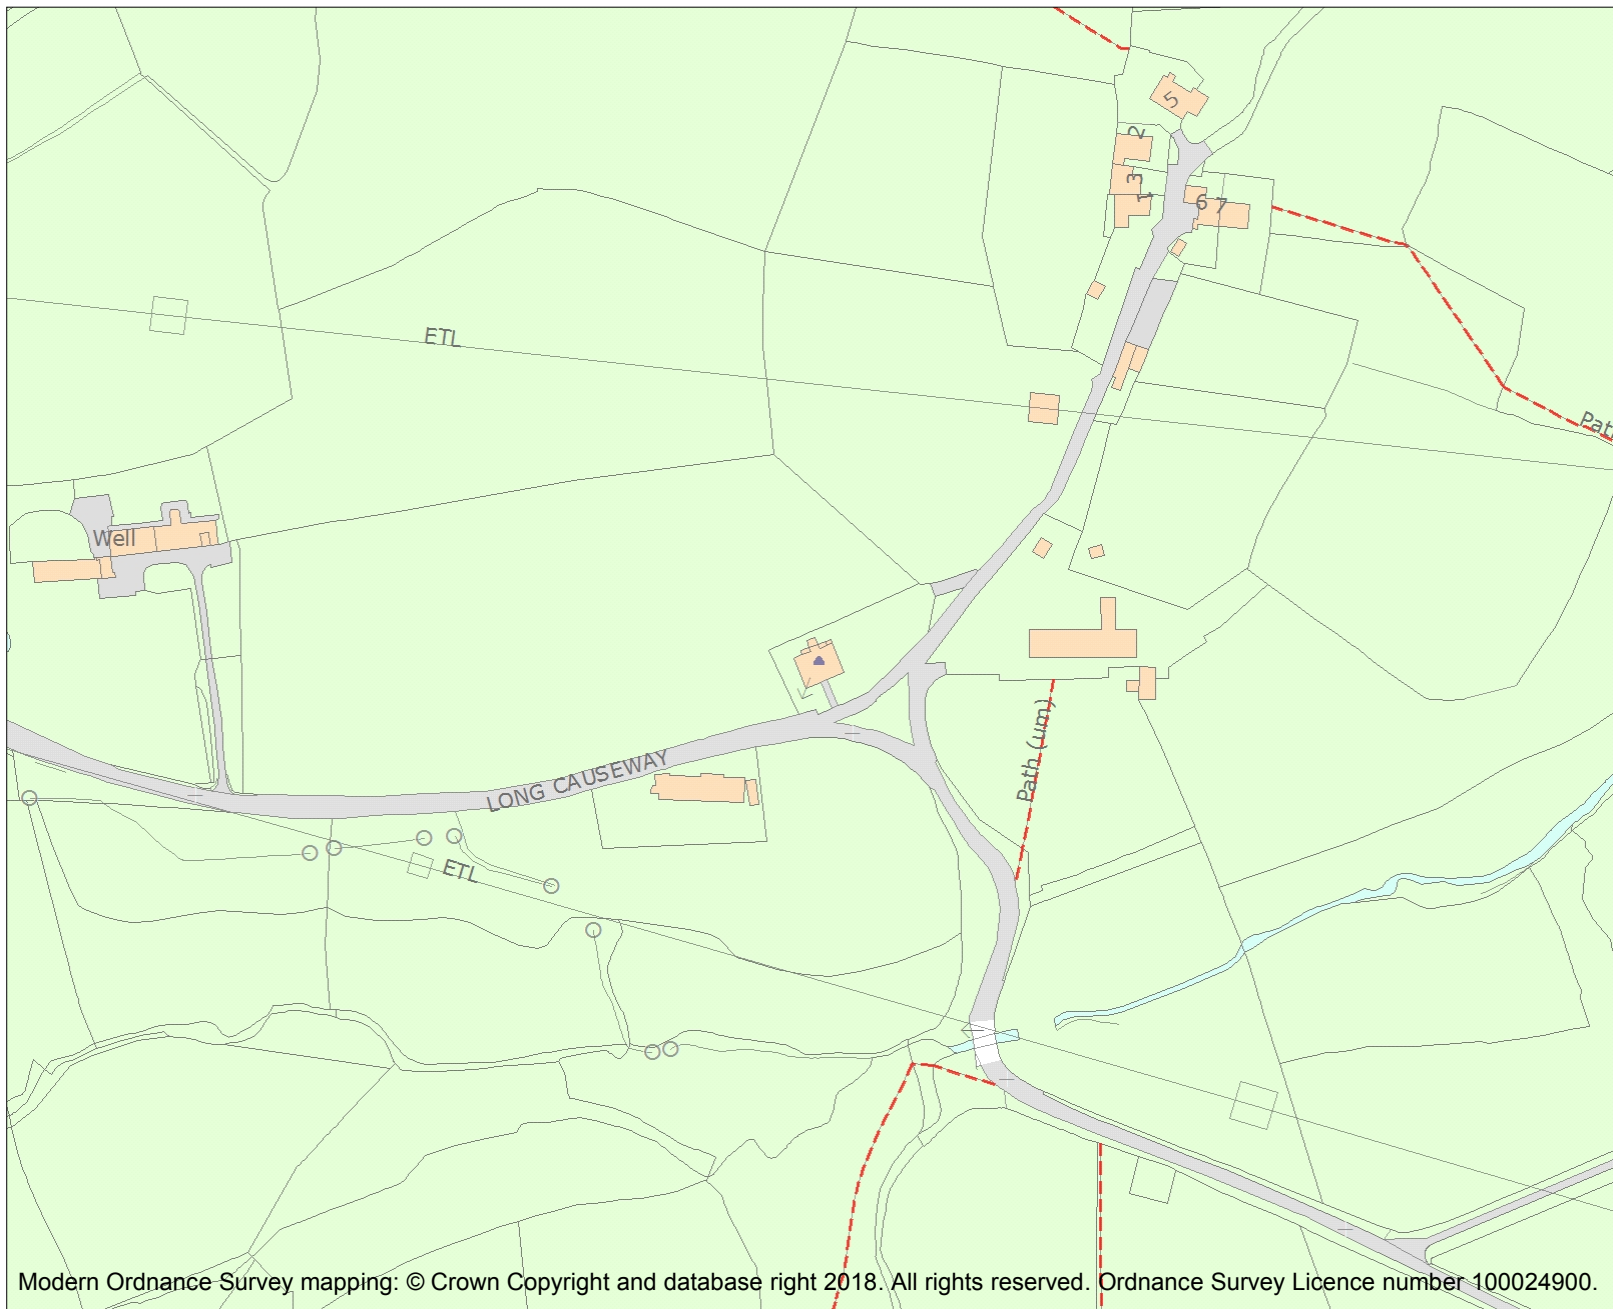 5
2
3
1
6 7
ETL
Well
Path (um)
LONG CAUSEWAY
ETL
Modern Ordnance Survey mapping: © Crown Copyright and database right 2018. All rights reserved. Ordnance Survey Licence number 100024900.